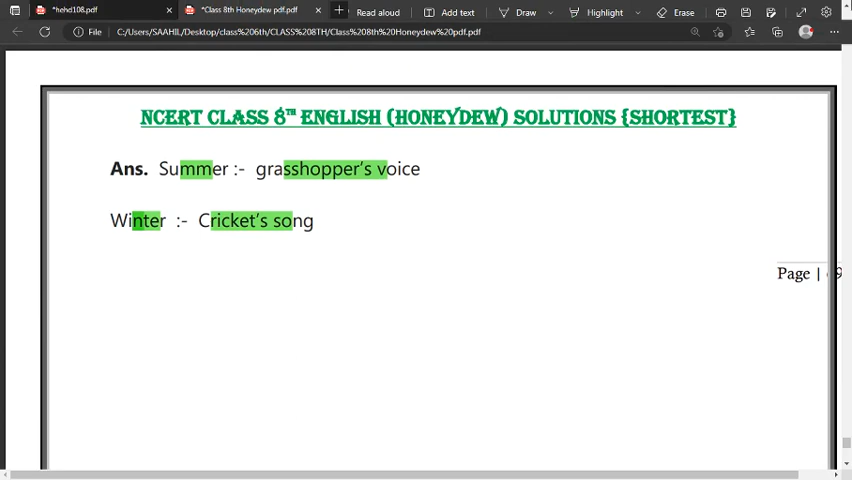 *hehd108.pdf
*Class 8th Honeydew pdf.pdf
Read aloud
Add text
Draw
Highlight
Erase
File
C:/Users/SAAHIL/Desktop/class%206th/CLASS%208TH/Class%208th%20Honeydew%20pdf.pdf
NCERT CLASS 8TH ENGLISH (HONEYDEW) SOLUTIONS {SHORTEST}
Ans. Summer :- grasshopper's voice
Winter :- Cricket's song
Page |